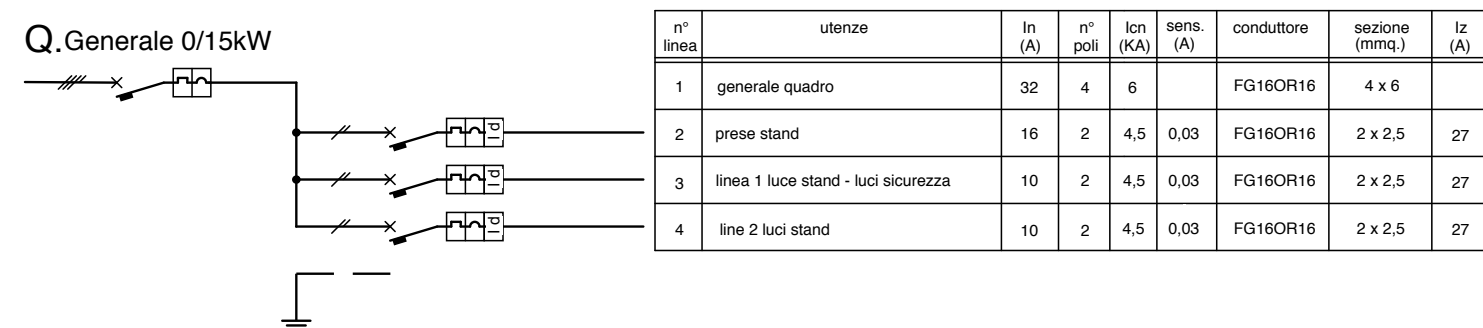 Q.Generale 0/15kW
n° linea utenze In (A) n° poli Icn (KA) sens. (A) conduttore sezione (mmq.) Iz (A)
1 generale quadro 32 4 6 FG16OR16 4 x 6
Id
2 prese stand 16 2 4,5 0,03 FG16OR16 2 x 2,5 27
Id
3 linea 1 luce stand - luci sicurezza 10 2 4,5 0,03 FG16OR16 2 x 2,5 27
Id
4 line 2 luci stand 10 2 4,5 0,03 FG16OR16 2 x 2,5 27